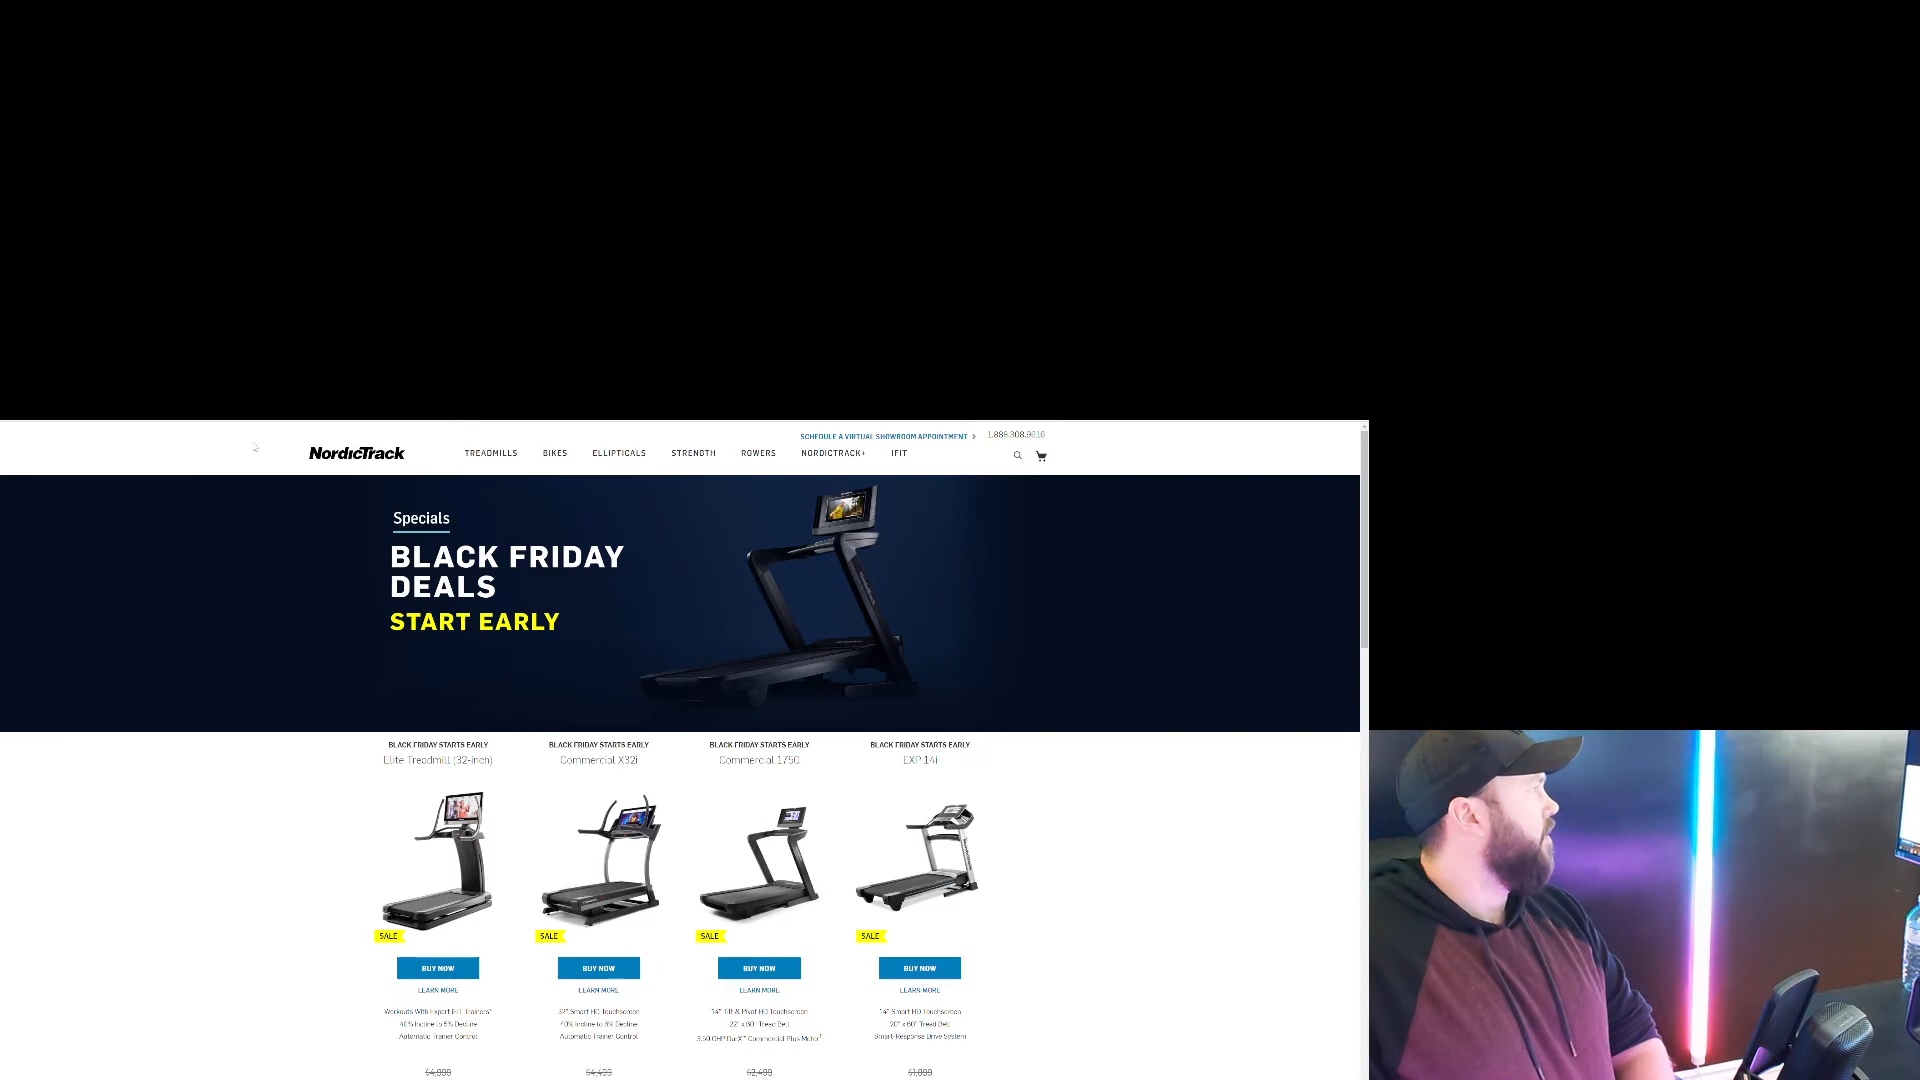 SCHEDULE A VIRTUAL SHOWROOM APPOINTMENT
1.888.308.9616
NordicTrack
TREADMILLS BIKES ELLIPTICALS STRENGTH ROWERS NORDICTRACK+ IFIT
Specials
BLACK FRIDAY
DEALS
START EARLY
BLACK FRIDAY STARTS EARLY
Elite Treadmill (32-inch)
SALE
BUY NOW
LEARN MORE
Workouts With Expert iFIT Trainers*
40% Incline to 5% Decline
Automatic Trainer Control
$4,999
BLACK FRIDAY STARTS EARLY
Commercial X32i
SALE
BUY NOW
LEARN MORE
32" Smart HD Touchscreen
40% Incline to 6% Decline
Automatic Trainer Control
$4,499
BLACK FRIDAY STARTS EARLY
Commercial 1750
SALE
BUY NOW
LEARN MORE
14" Tilt & Pivot HD Touchscreen
22" x 60" Tread Belt
3.50 CHP DurX™ Commercial Plus Motor¹
$2,499
BLACK FRIDAY STARTS EARLY
EXP 14i
SALE
BUY NOW
LEARN MORE
14" Smart HD Touchscreen
20" x 60" Tread Belt
Smart-Response Drive System
$1,899